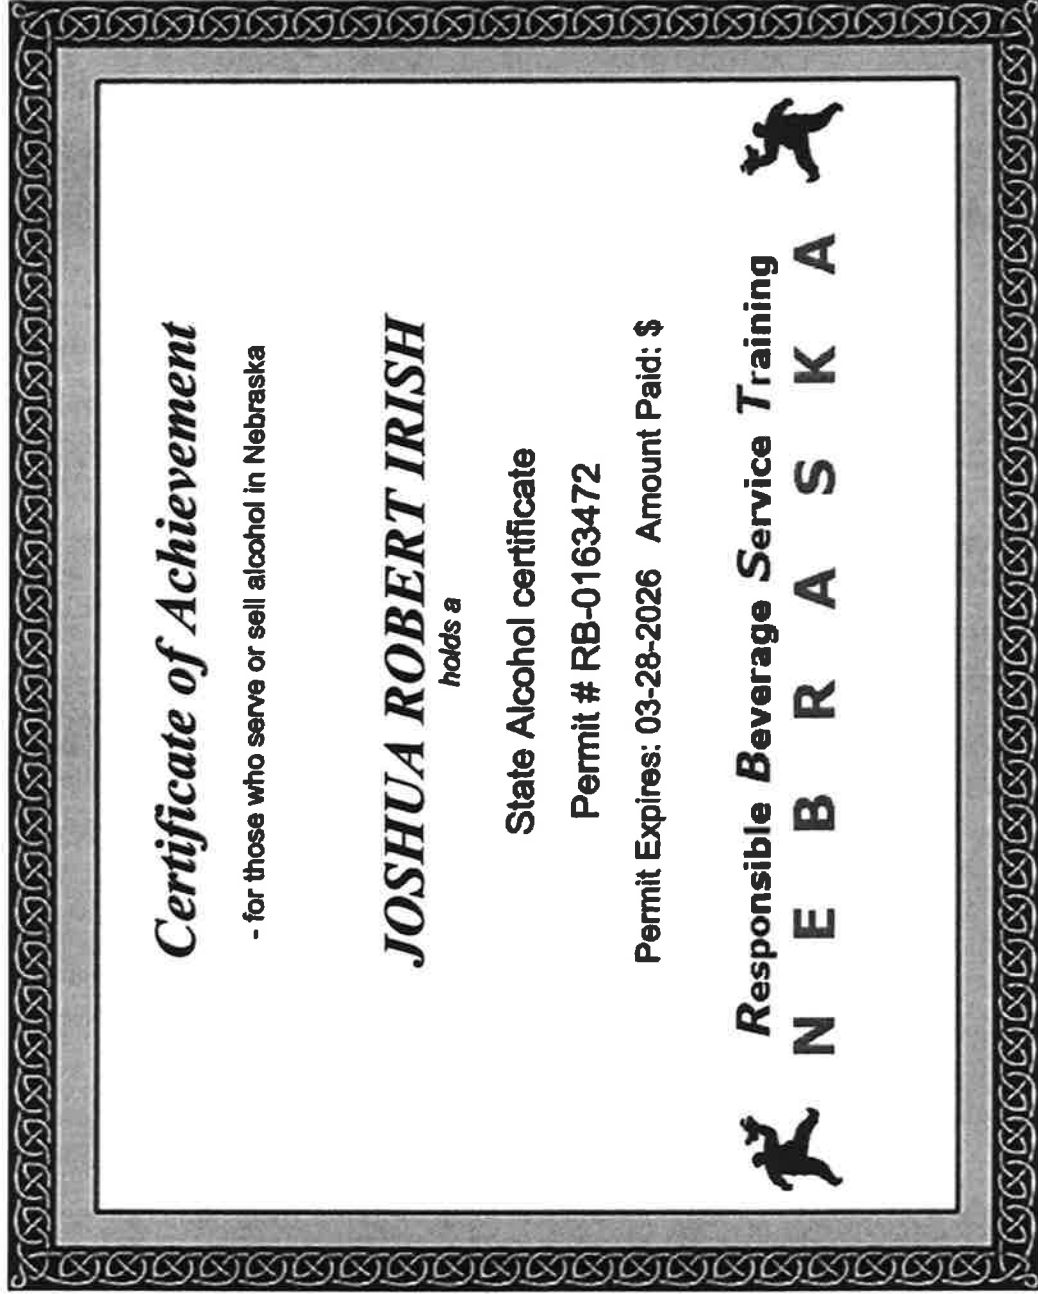 Certificate of Achievement
- for those who serve or sell alcohol in Nebraska
JOSHUA ROBERT IRISH
holds a
State Alcohol certificate
Permit # RB-0163472
Permit Expires: 03-28-2026 Amount Paid: $
Responsible Beverage Service Training
N E B R A S K A